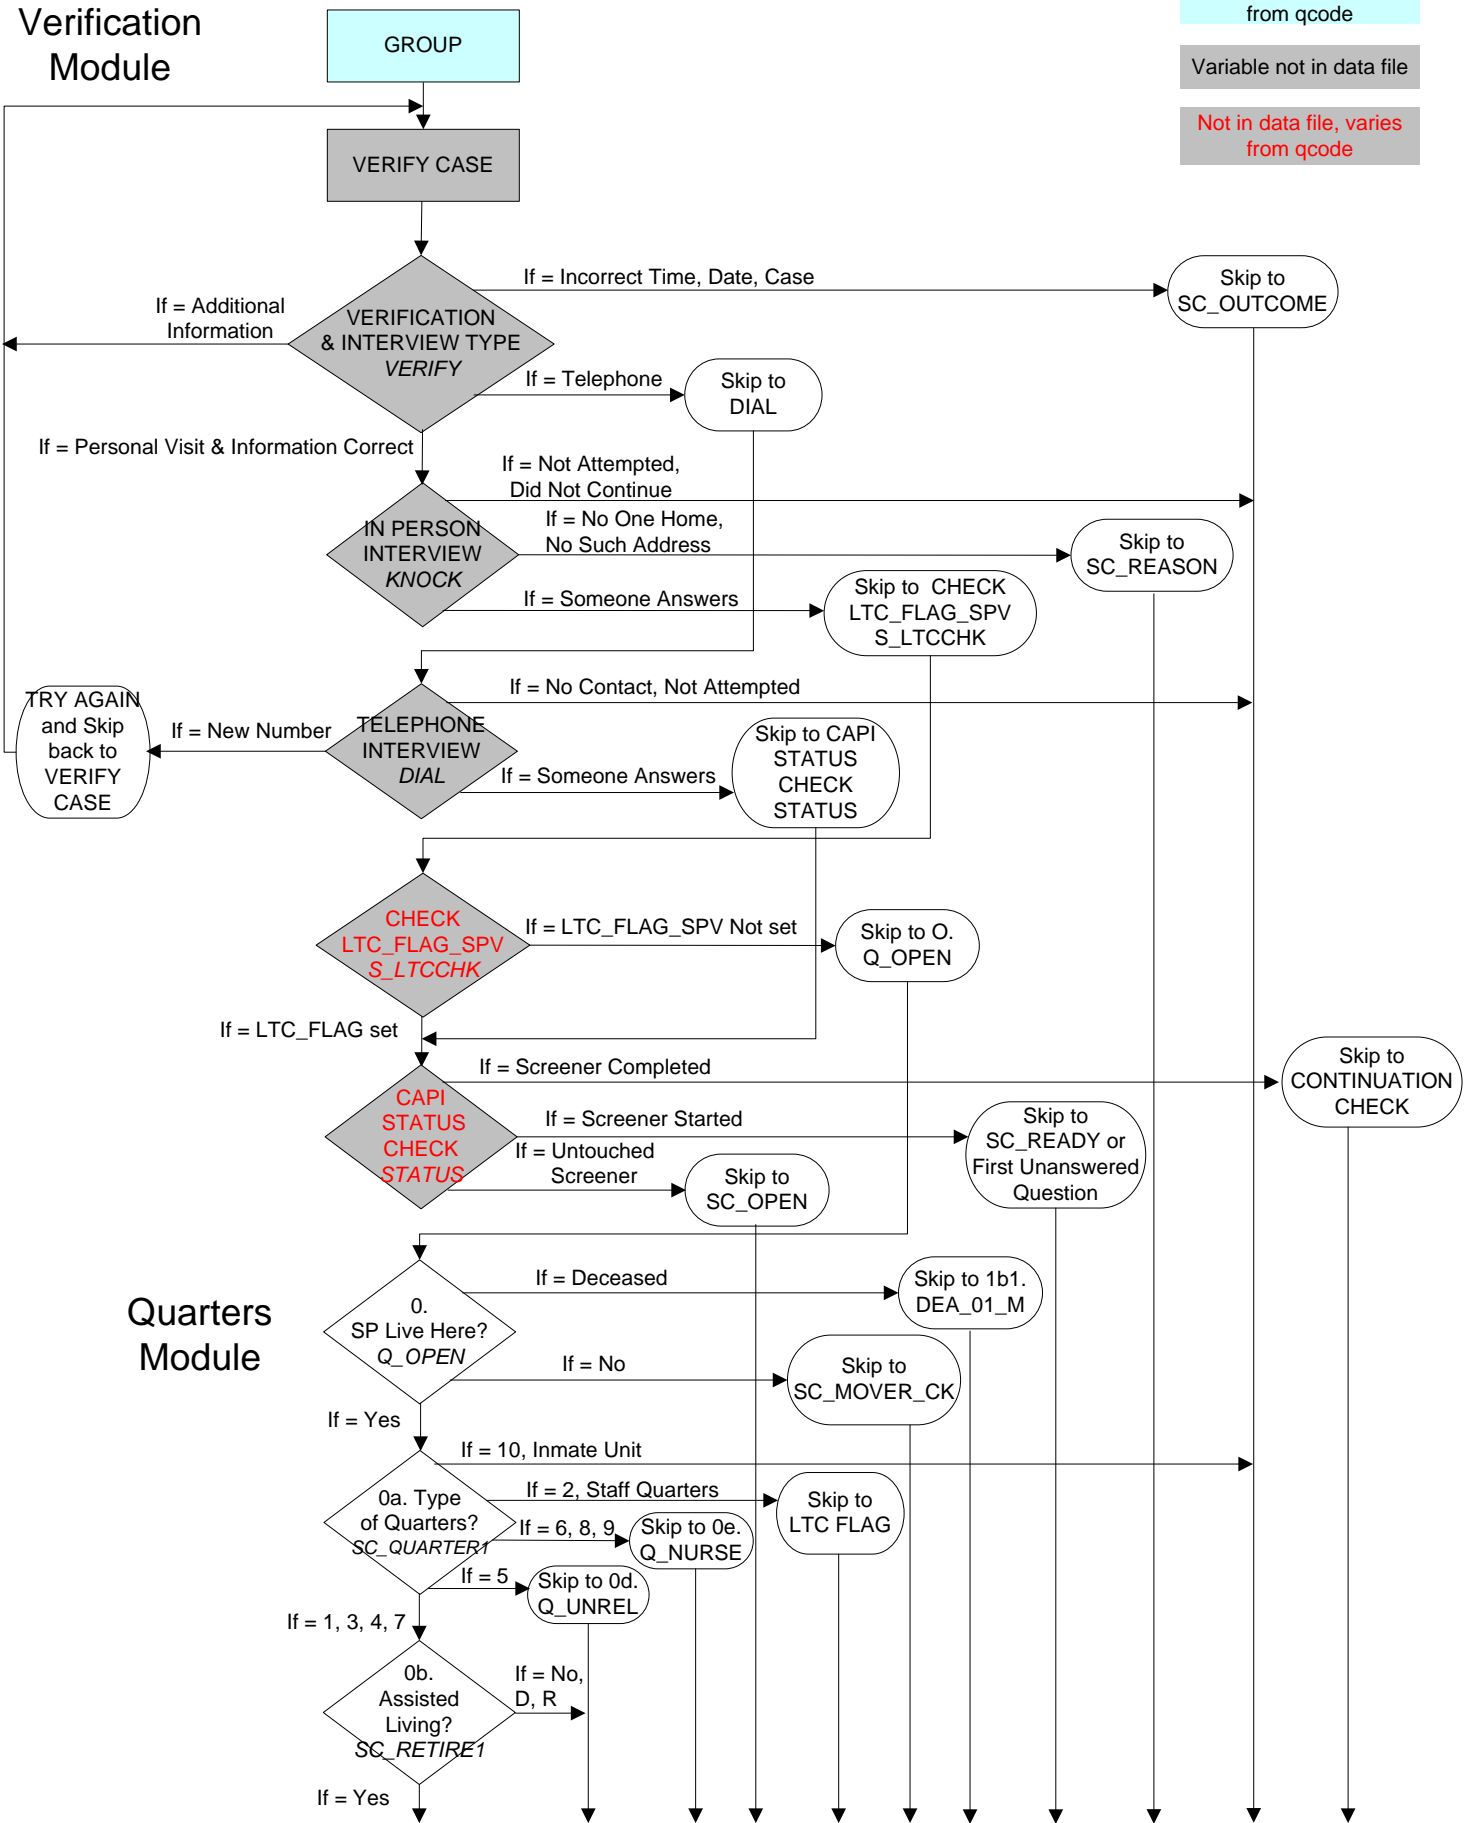 Verification
Module
GROUP
from qcode
Variable not in data file
Not in data file, varies
from qcode
VERIFY CASE
If = Incorrect Time, Date, Case
Skip to
SC_OUTCOME
If = Additional
Information
VERIFICATION
& INTERVIEW TYPE
VERIFY
If = Telephone
Skip to
DIAL
If = Personal Visit & Information Correct
If = Not Attempted,
Did Not Continue
IN PERSON
INTERVIEW
KNOCK
If = No One Home,
No Such Address
Skip to
SC_REASON
If = Someone Answers
Skip to  CHECK
LTC_FLAG_SPV
S_LTCCHK
If = No Contact, Not Attempted
TRY AGAIN
and Skip
back to
VERIFY
CASE
If = New Number
TELEPHONE
INTERVIEW
DIAL
If = Someone Answers
Skip to CAPI
STATUS
CHECK
STATUS
CHECK
LTC_FLAG_SPV
S_LTCCHK
If = LTC_FLAG_SPV Not set
Skip to O.
Q_OPEN
If = LTC_FLAG set
If = Screener Completed
Skip to
CONTINUATION
CHECK
CAPI
STATUS
CHECK
STATUS
If = Screener Started
Skip to
SC_READY or
First Unanswered
Question
If = Untouched
Screener
Skip to
SC_OPEN
Quarters
Module
0.
SP Live Here?
Q_OPEN
If = Deceased
Skip to 1b1.
DEA_01_M
If = No
Skip to
SC_MOVER_CK
If = Yes
If = 10, Inmate Unit
0a. Type
of Quarters?
SC_QUARTER1
If = 2, Staff Quarters
Skip to
LTC FLAG
If = 6, 8, 9
Skip to 0e.
Q_NURSE
If = 5
Skip to 0d.
Q_UNREL
If = 1, 3, 4, 7
0b.
Assisted
Living?
SC_RETIRE1
If = No,
D, R
If = Yes